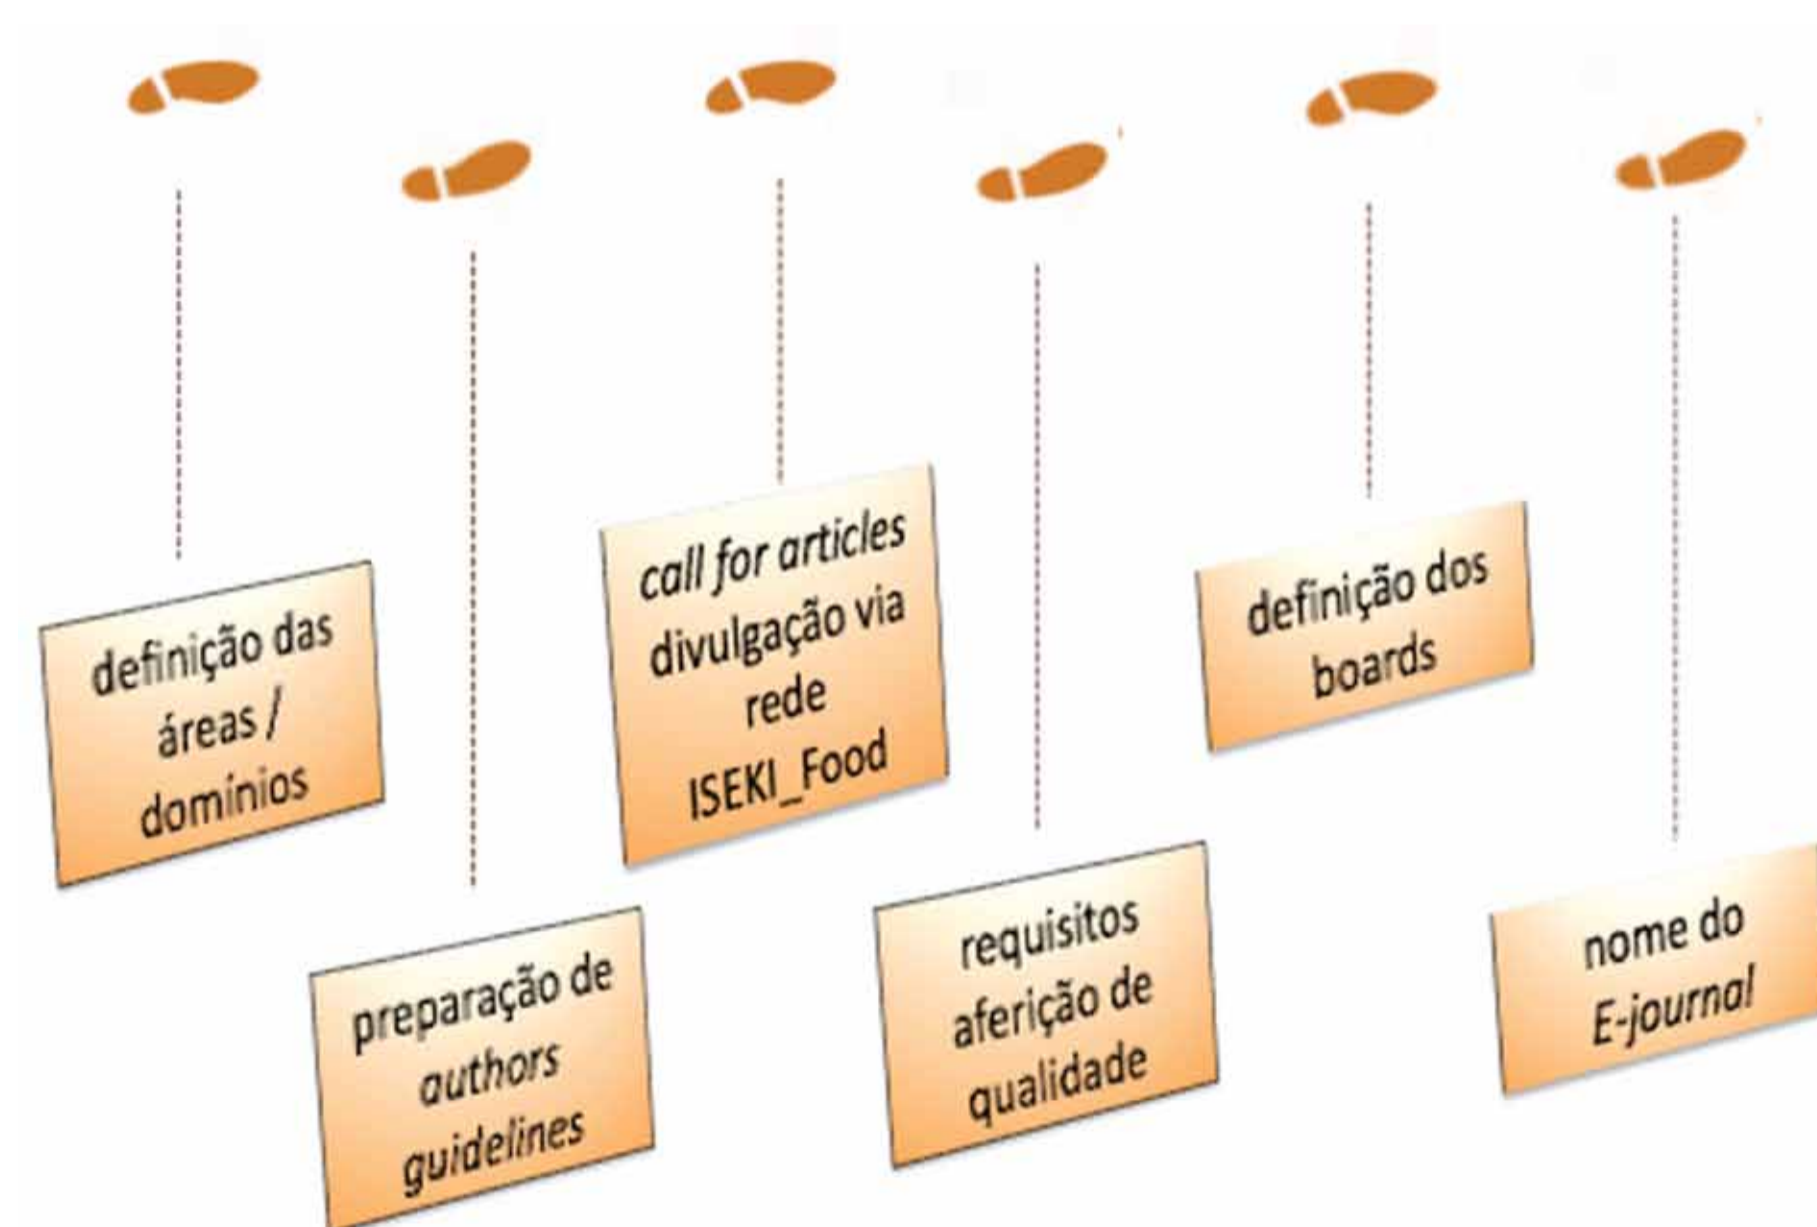 definição das
áreas /
domínios
preparação de
authors
guidelines
call for articles
divulgação via
rede
ISEKI_Food
requisitos
aferição de
qualidade
definição dos
boards
nome do
E-journal